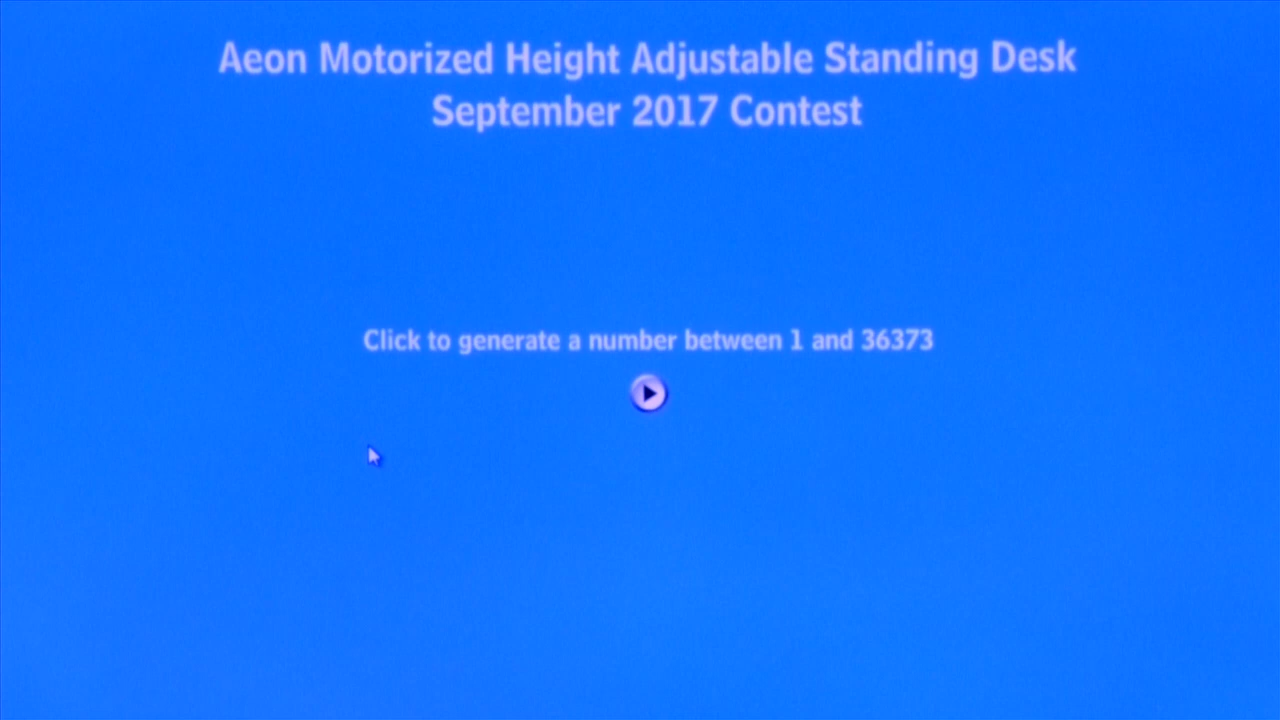 Aeon Motorized Height Adjustable Standing Desk
September 2017 Contest
Click to generate a number between 1 and 36373